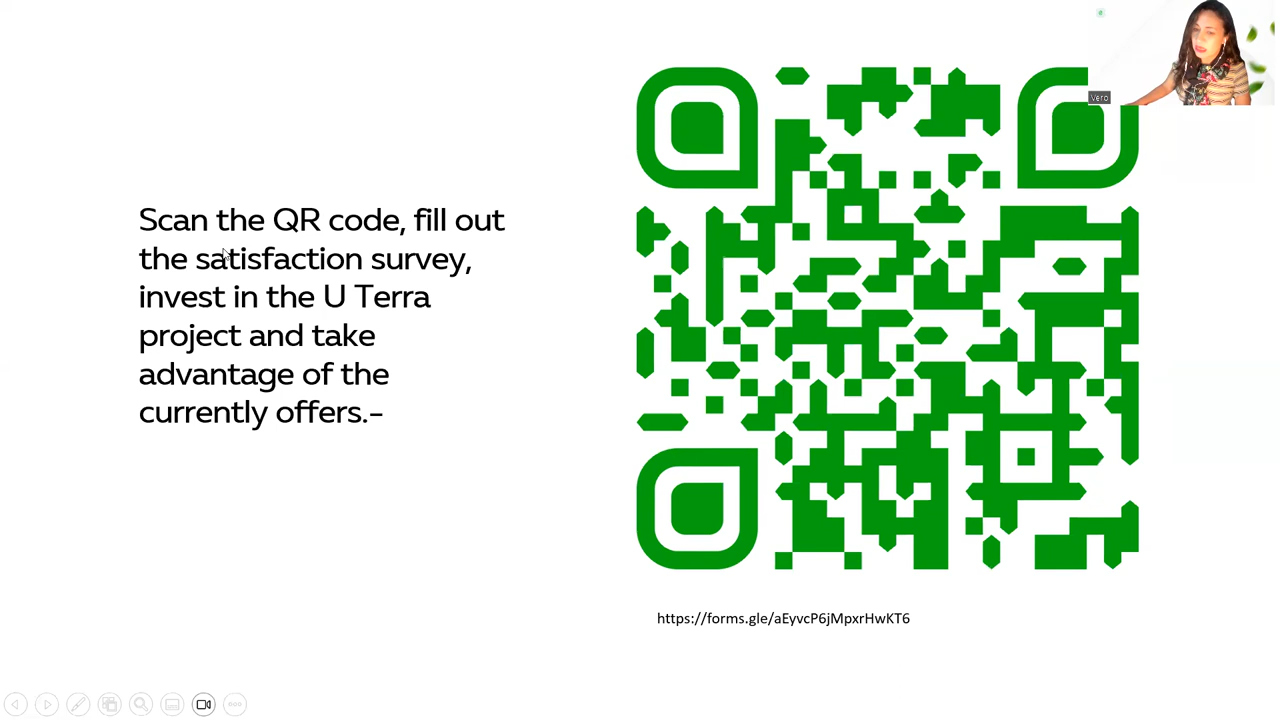 Vero
Scan the QR code, fill out
the satisfaction survey,
invest in the U Terra
project and take
advantage of the
currently offers.-
https://forms.gle/aEyvcP6jMpxrHwKT6